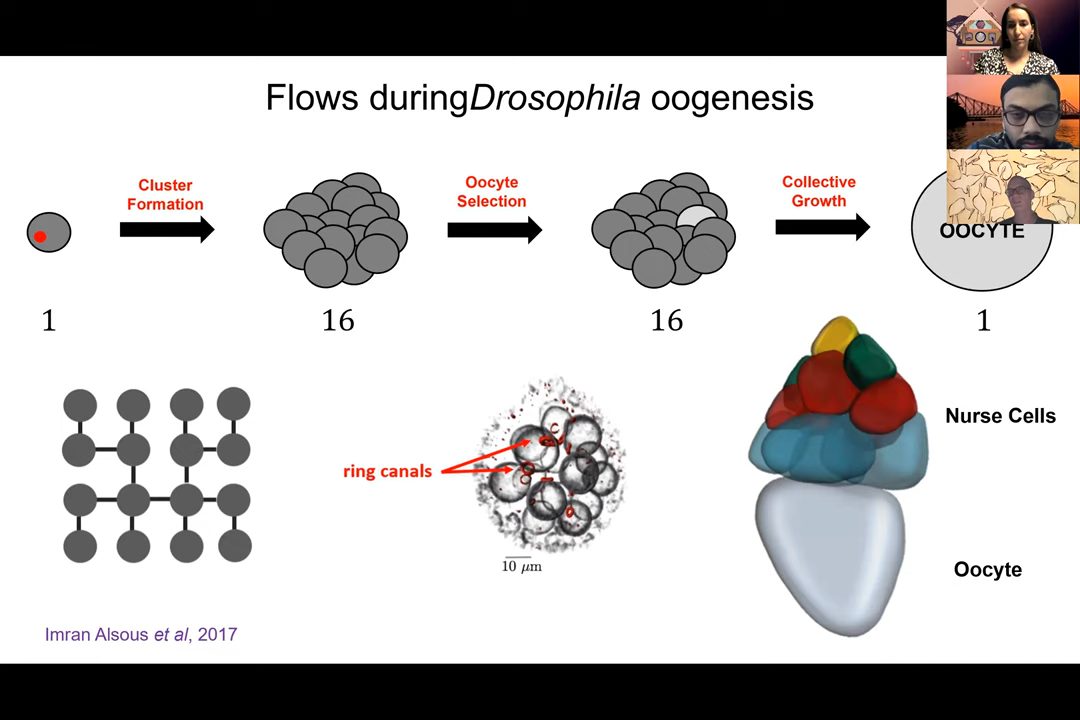 Flows duringDrosophila oogenesis
Cluster
Formation
Oocyte
Selection
Collective
Growth
OOCYTE
1
16
16
1
Nurse Cells
ring canals
10 μm
Oocyte
Imran Alsous et al, 2017